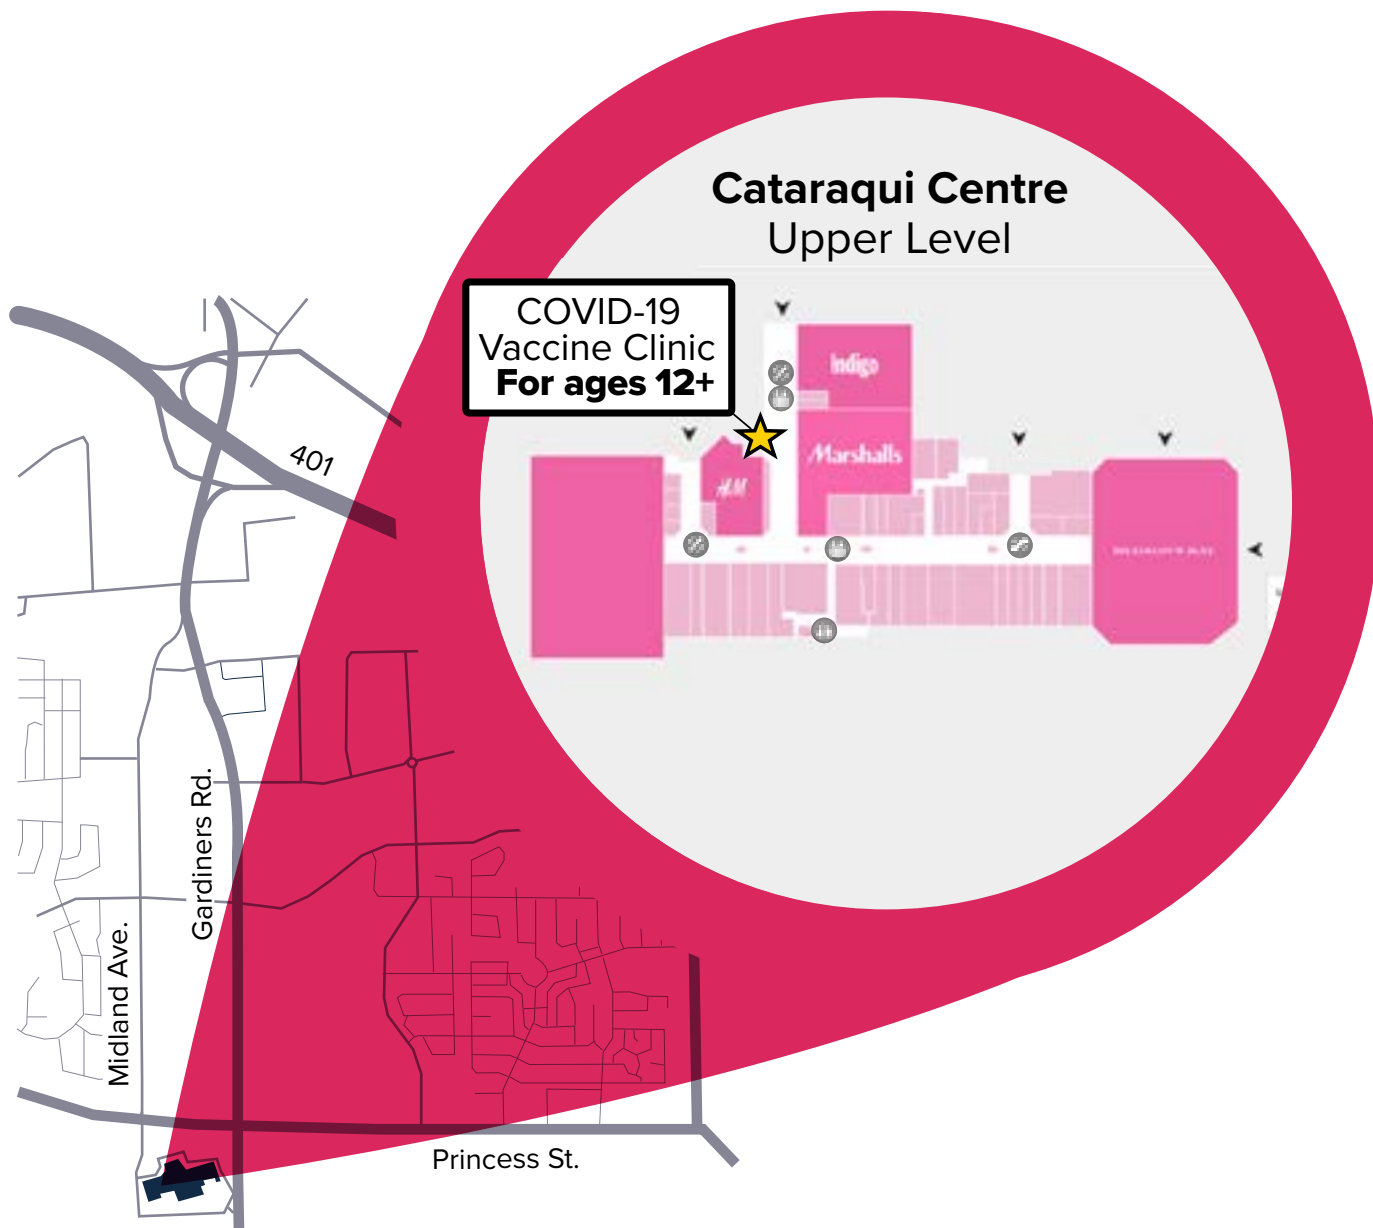 Cataraqui Centre
Upper Level
COVID-19
Vaccine Clinic
For ages 12+
Indigo
Marshalls
H&M
401
Gardiners Rd.
Midland Ave.
Princess St.